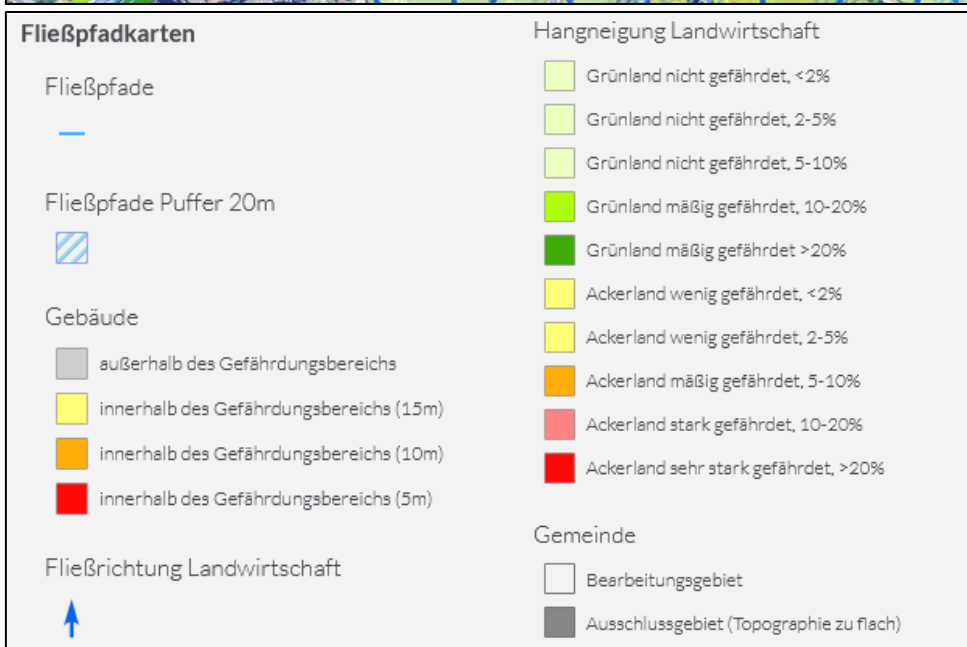 Fließpfadkarten
Fließpfade
Fließpfade Puffer 20m
Gebäude
außerhalb des Gefährdungsbereichs
innerhalb des Gefährdungsbereichs (15m)
innerhalb des Gefährdungsbereichs (10m)
innerhalb des Gefährdungsbereichs (5m)
Fließrichtung Landwirtschaft
Hangneigung Landwirtschaft
Grünland nicht gefährdet, <2%
Grünland nicht gefährdet, 2-5%
Grünland nicht gefährdet, 5-10%
Grünland mäßig gefährdet, 10-20%
Grünland mäßig gefährdet >20%
Ackerland wenig gefährdet, <2%
Ackerland wenig gefährdet, 2-5%
Ackerland mäßig gefährdet, 5-10%
Ackerland stark gefährdet, 10-20%
Ackerland sehr stark gefährdet, >20%
Gemeinde
Bearbeitungsgebiet
Ausschlussgebiet (Topographie zu flach)